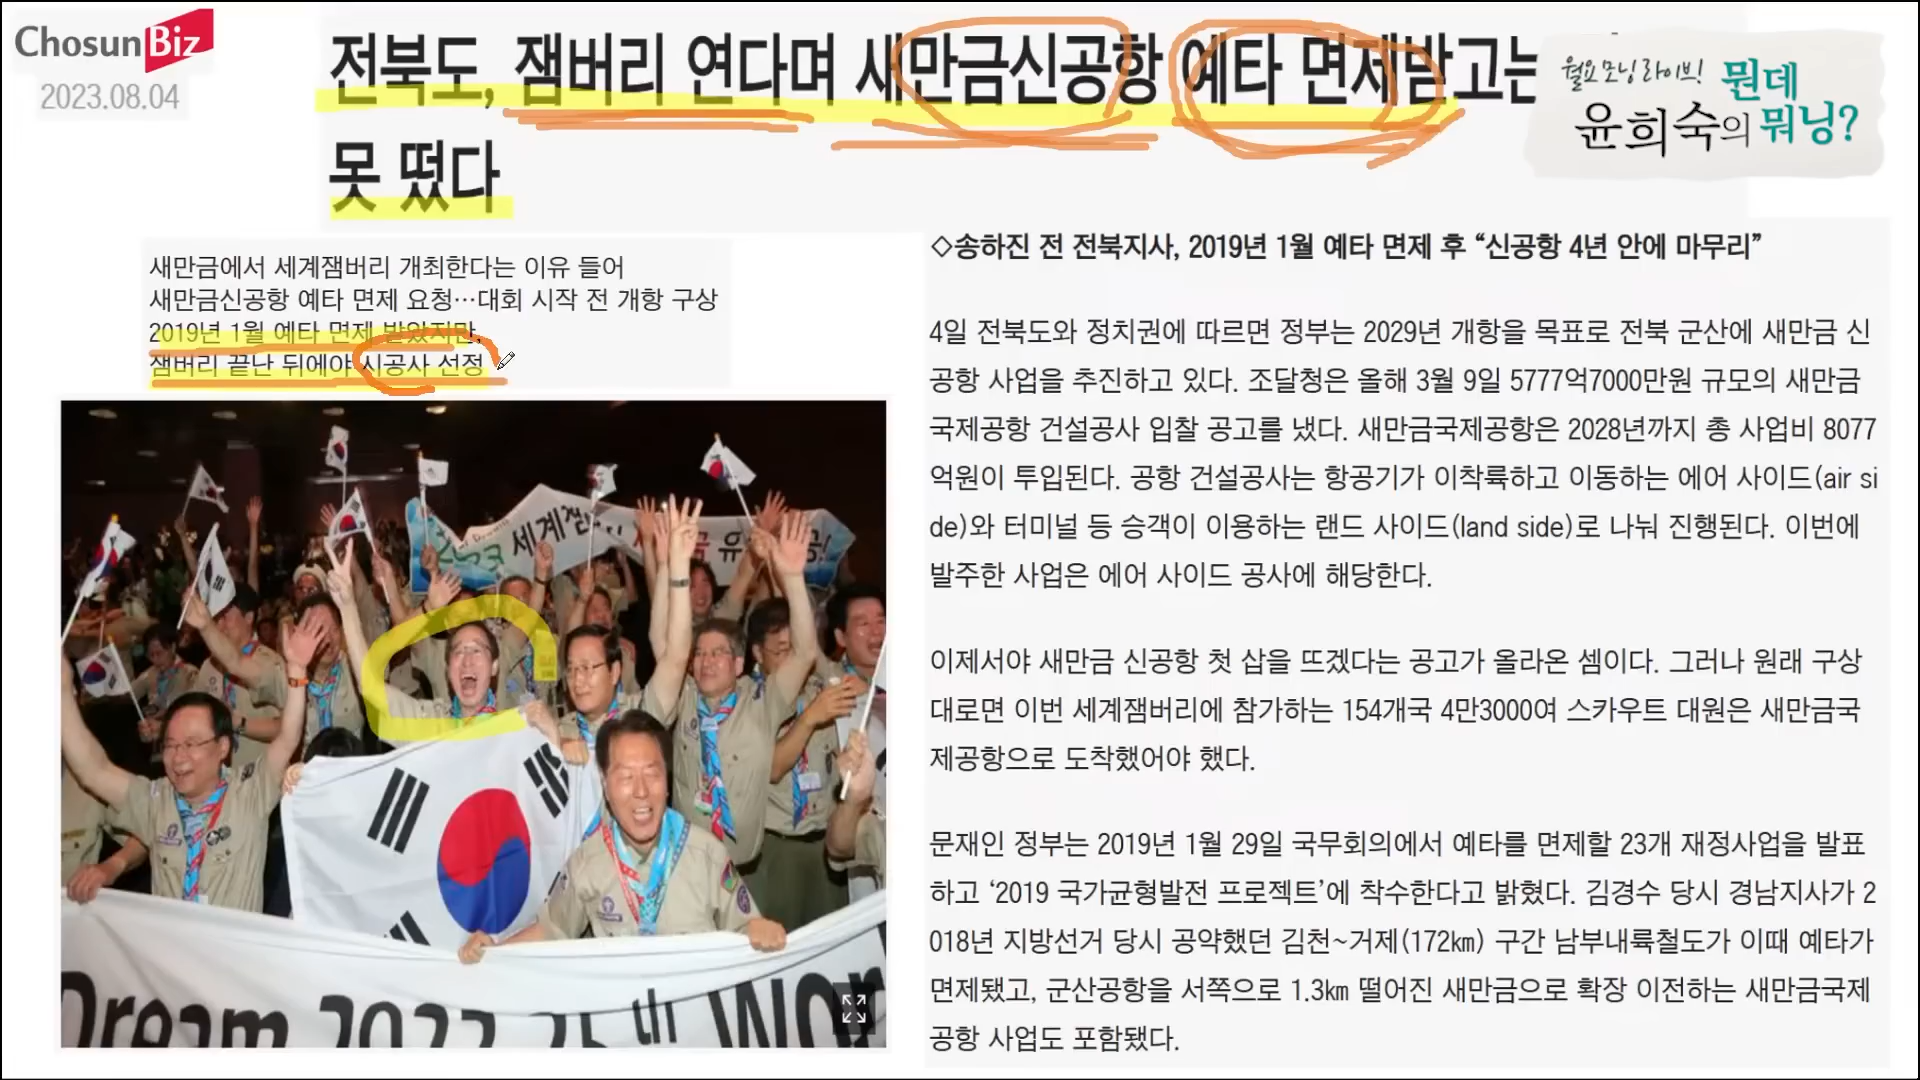 ChosunBiz
2023.08.04
전북도, 잼버리 연다며 새만금신공항 예타 면제받고는
못 떴다
월요 모닝 라이브! 뭔데
윤희숙의 뭐닝?
새만금에서 세계잼버리 개최한다는 이유 들어
새만금신공항 예타 면제 요청…대회 시작 전 개항 구상
2019년 1월 예타 면제 받았지만,
잼버리 끝난 뒤에야 시공사 선정
◇송하진 전 전북지사, 2019년 1월 예타 면제 후 “신공항 4년 안에 마무리”
4일 전북도와 정치권에 따르면 정부는 2029년 개항을 목표로 전북 군산에 새만금 신
공항 사업을 추진하고 있다. 조달청은 올해 3월 9일 5777억7000만원 규모의 새만금
국제공항 건설공사 입찰 공고를 냈다. 새만금국제공항은 2028년까지 총 사업비 8077
억원이 투입된다. 공항 건설공사는 항공기가 이착륙하고 이동하는 에어 사이드(air si
de)와 터미널 등 승객이 이용하는 랜드 사이드(land side)로 나눠 진행된다. 이번에
발주한 사업은 에어 사이드 공사에 해당한다.
이제서야 새만금 신공항 첫 삽을 뜨겠다는 공고가 올라온 셈이다. 그러나 원래 구상
대로면 이번 세계잼버리에 참가하는 154개국 4만3000여 스카우트 대원은 새만금국
제공항으로 도착했어야 했다.
문재인 정부는 2019년 1월 29일 국무회의에서 예타를 면제할 23개 재정사업을 발표
하고 ‘2019 국가균형발전 프로젝트’에 착수한다고 밝혔다. 김경수 당시 경남지사가 2
018년 지방선거 당시 공약했던 김천~거제(172㎞) 구간 남부내륙철도가 이때 예타가
면제됐고, 군산공항을 서쪽으로 1.3㎞ 떨어진 새만금으로 확장 이전하는 새만금국제
공항 사업도 포함됐다.
세계잼
Dream 2023 25th Wor